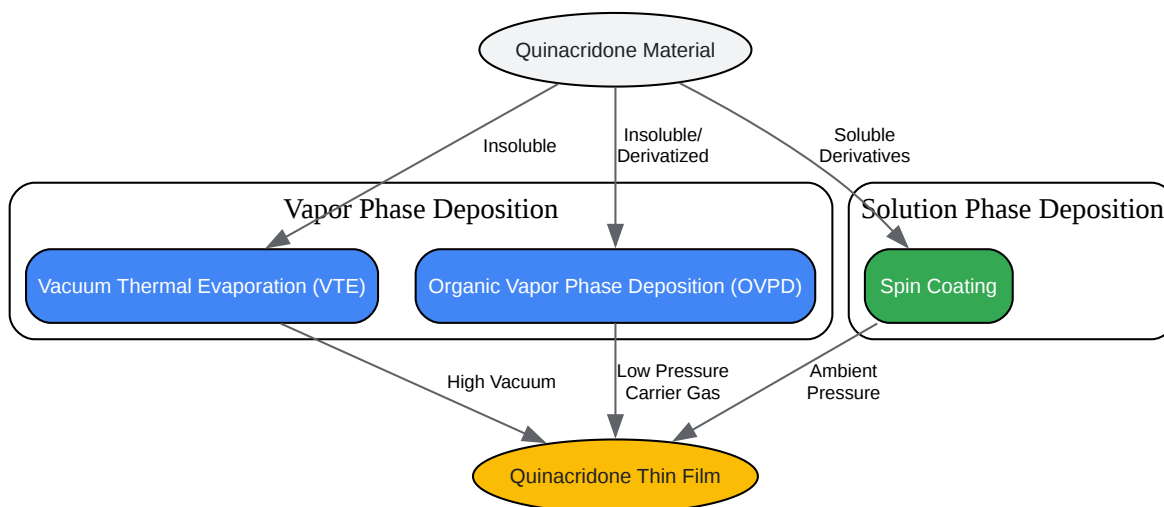 Quinacridone Material
Insoluble
Insoluble/
Derivatized
Soluble
Derivatives
Vapor Phase Deposition
Solution Phase Deposition
Vacuum Thermal Evaporation (VTE)
Organic Vapor Phase Deposition (OVPD)
Spin Coating
High Vacuum
Low Pressure
Carrier Gas
Ambient
Pressure
Quinacridone Thin Film